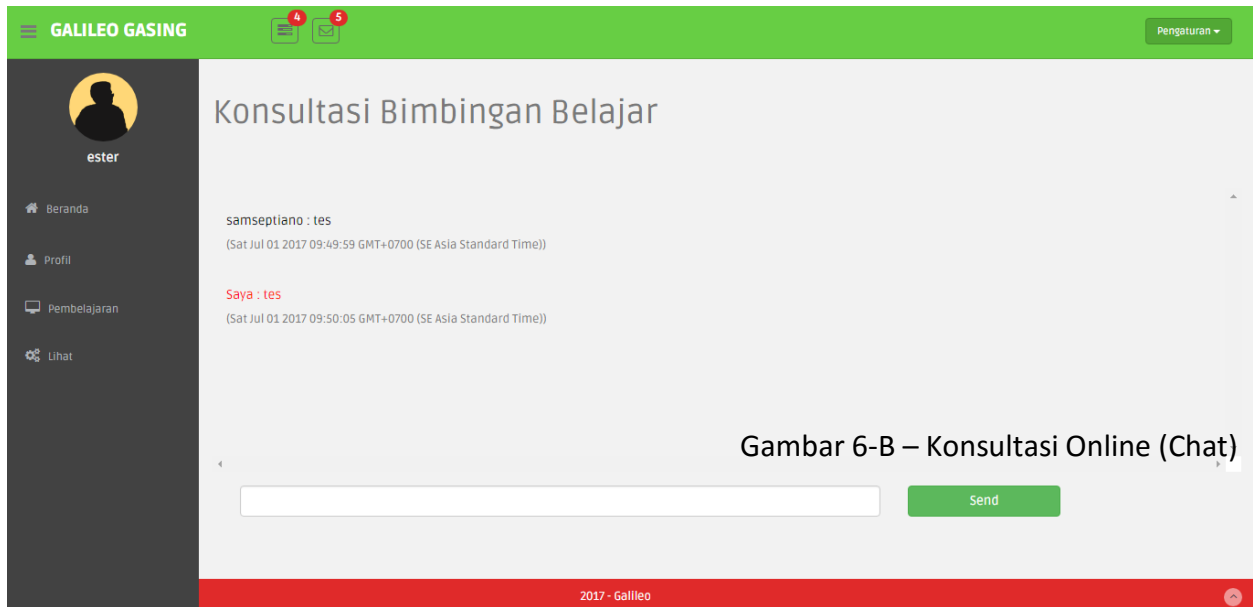 GALILEO GASING
4
5
Pengaturan
ester
Beranda
Profil
Pembelajaran
Lihat
Konsultasi Bimbingan Belajar
samseptiano : tes
(Sat Jul 01 2017 09:49:59 GMT+0700 (SE Asia Standard Time))
Saya : tes
(Sat Jul 01 2017 09:50:05 GMT+0700 (SE Asia Standard Time))
Gambar 6-B – Konsultasi Online (Chat)
Send
2017 - Galileo